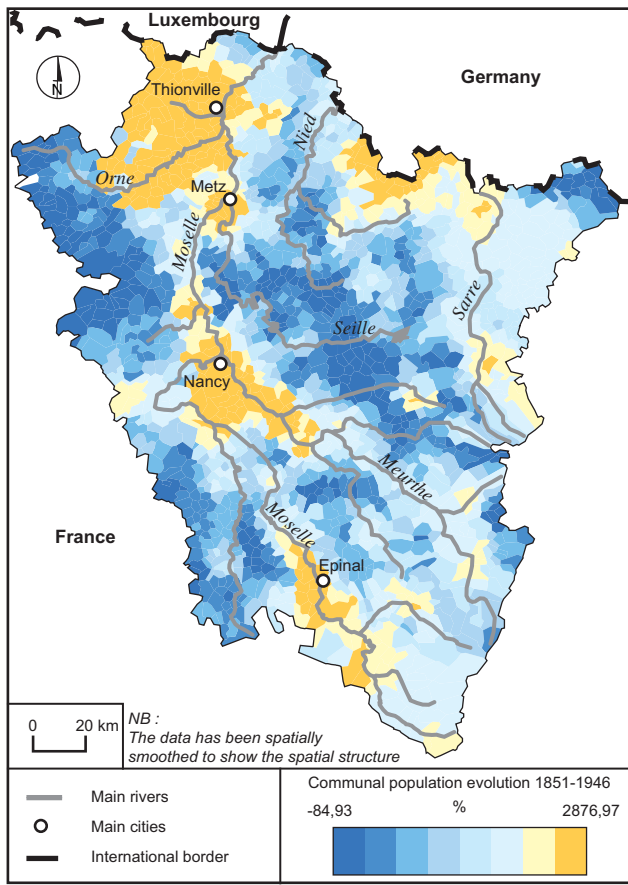 Luxembourg
Germany
N
Thionville
Nied
Orne
Metz
Moselle
Sarre
Seille
Nancy
Meurthe
Moselle
France
Epinal
0 20 km
NB :
The data has been spatially
smoothed to show the spatial structure
Main rivers
Main cities
International border
Communal population evolution 1851-1946
-84,93 % 2876,97